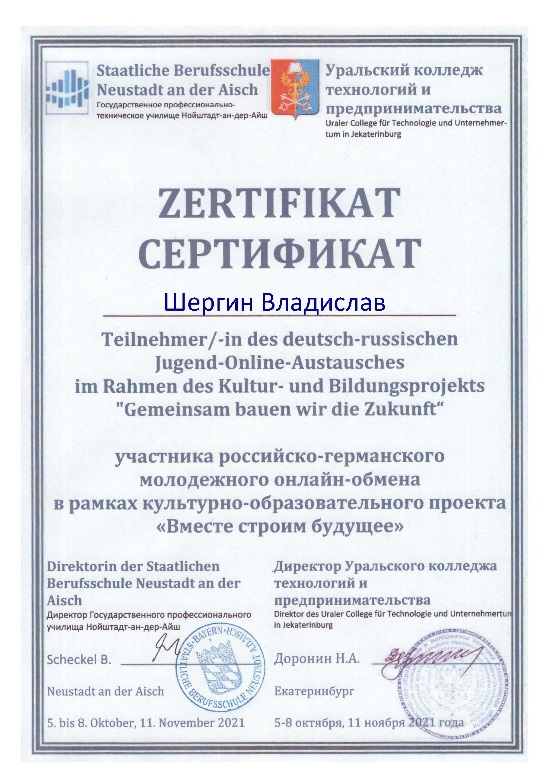 Staatliche Berufsschule
Neustadt an der Aisch
Государственное профессионально-
техническое училище Нойштадт-ан-дер-Айш
Уральский колледж
технологий и
предпринимательства
Uraler College für Technologie und Unternehmer-
tum in Jekaterinburg
ZERTIFIKAT
СЕРТИФИКАТ
Шергин Владислав
Teilnehmer/-in des deutsch-russischen
Jugend-Online-Austausches
im Rahmen des Kultur- und Bildungsprojekts
"Gemeinsam bauen wir die Zukunft“
участника российско-германского
молодежного онлайн-обмена
в рамках культурно-образовательного проекта
«Вместе строим будущее»
Direktorin der Staatlichen
Berufsschule Neustadt an der
Aisch
Директор Государственного профессионального
училища Нойштадт-ан-дер-Айш
Scheckel B.
Neustadt an der Aisch
5. bis 8. Oktober, 11. November 2021
Директор Уральского колледжа
технологий и
предпринимательства
Direktor des Uraler College für Technologie und Unternehmertum
in Jekaterinburg
Доронин Н.А.
Екатеринбург
5-8 октября, 11 ноября 2021 года
STAATLICHE BERUFSSCHULE NEUSTADT A.D.AISCH
BAYERN